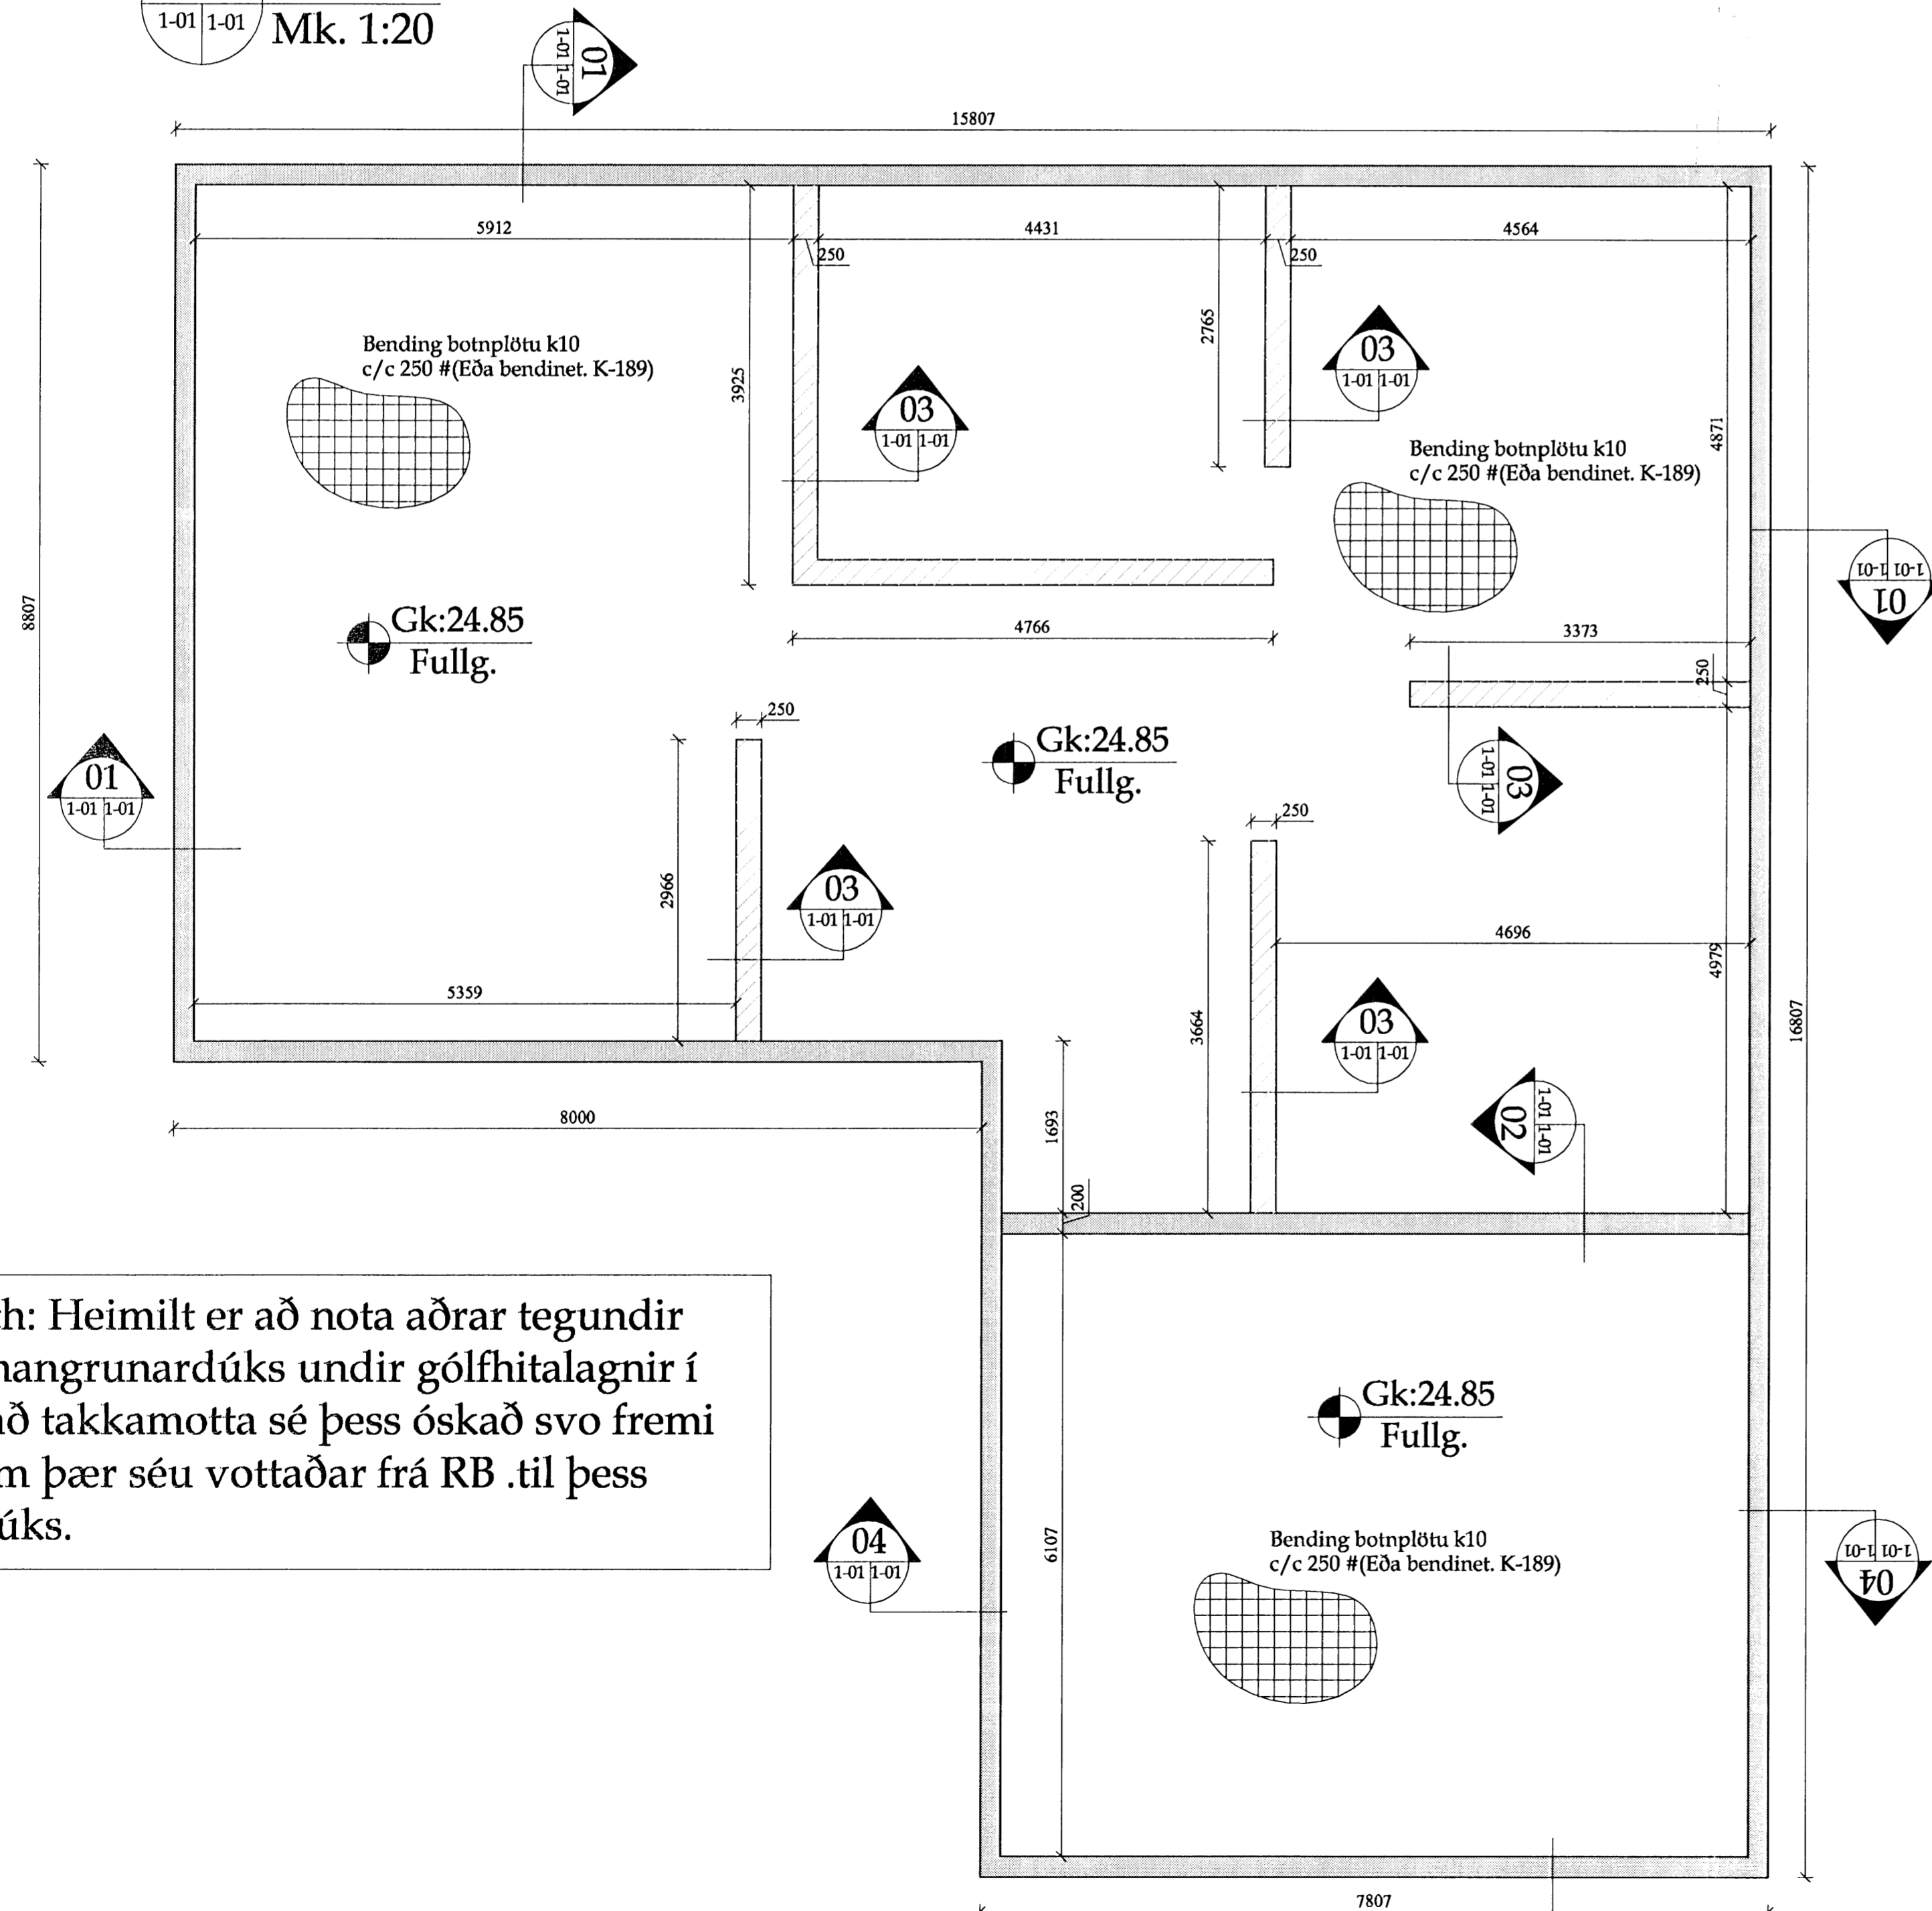 1-01 1-01
Mk. 1:20
01
1-01 1-01
15807
5912
250
4431
250
4564
8807
3925
2765
4871
Bending botnplötu k10
c/c 250 #(Eða bendinet. K-189)
03
1-01 1-01
03
1-01 1-01
Bending botnplötu k10
c/c 250 #(Eða bendinet. K-189)
01
1-01 1-01
Gk:24.85
Fullg.
4766
3373
250
250
Gk:24.85
Fullg.
01
1-01 1-01
03
1-01 1-01
250
2966
03
1-01 1-01
4696
4979
5359
3664
03
1-01 1-01
16807
8000
1693
02
1-01 1-01
200
h: Heimilt er að nota aðrar tegundir
nangrunardúks undir gólfhitalagnir í
að takkamotta sé þess óskað svo fremi
m þær séu vottaðar frá RB .til þess
úks.
Gk:24.85
Fullg.
04
1-01 1-01
6107
Bending botnplötu k10
c/c 250 #(Eða bendinet. K-189)
04
1-01 1-01
7807